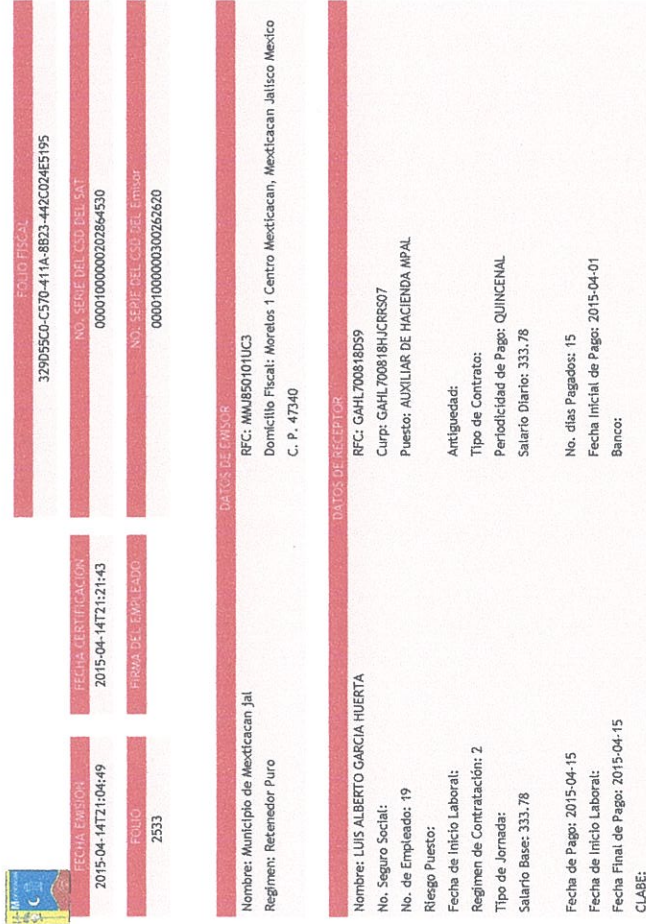 FOLIO FISCAL
329D55C0-C570-411A-8B23-442C024E5195
FECHA EMISION
FECHA CERTIFICACION
NO. SERIE DEL CSD DEL SAT
2015-04-14T21:04:49
2015-04-14T21:21:43
00001000000202864530
FOLIO
FIRMA DEL EMPLEADO
NO. SERIE DEL CSD DEL Emisor
2533
00001000000300262620
DATOS DE EMISOR
Nombre: Municipio de Mexticacan jal
RFC: MMJ850101UC3
Regimen: Retenedor Puro
Domicilio Fiscal: Morelos 1 Centro Mexticacan, Mexticacan Jalisco Mexico
C. P. 47340
DATOS DE RECEPTOR
Nombre: LUIS ALBERTO GARCIA HUERTA
RFC: GAHL700818DS9
No. Seguro Social:
Curp: GAHL700818HJCRRS07
No. de Empleado: 19
Puesto: AUXILIAR DE HACIENDA MPAL
Riesgo Puesto:
Fecha de Inicio Laboral:
Antiguedad:
Regimen de Contratación: 2
Tipo de Contrato:
Tipo de Jornada:
Periodicidad de Pago: QUINCENAL
Salario Base: 333.78
Salario Diario: 333.78
Fecha de Pago: 2015-04-15
No. dias Pagados: 15
Fecha de Inicio Laboral:
Fecha Inicial de Pago: 2015-04-01
Fecha Final de Pago: 2015-04-15
Banco:
CLABE: